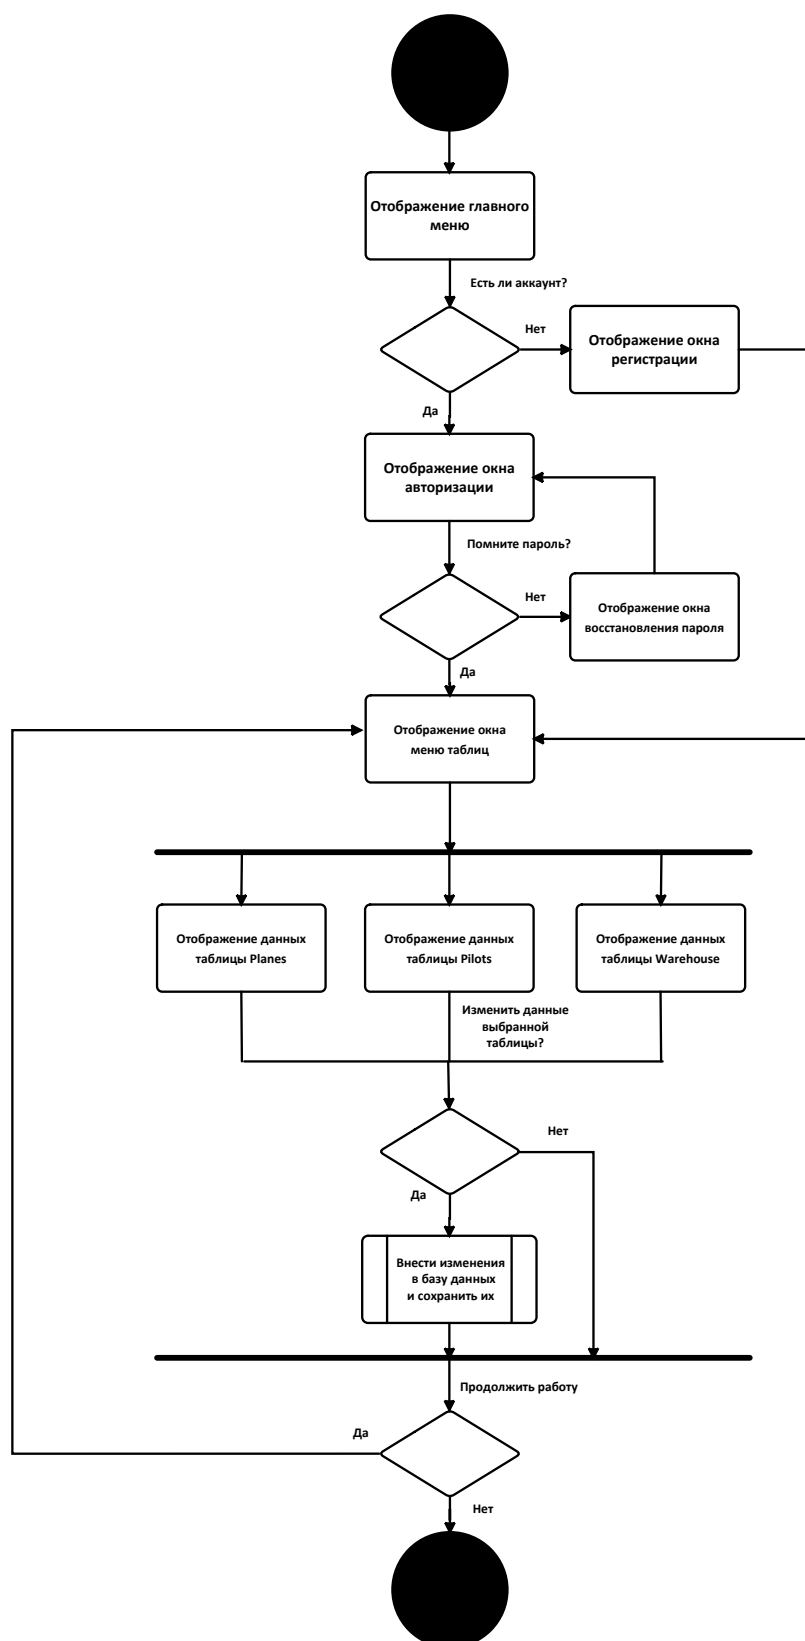 Отображение главного
меню
Есть ли аккаунт?
Нет
Отображение окна
регистрации
Да
Отображение окна
авторизации
Помните пароль?
Нет
Отображение окна
восстановления пароля
Да
Отображение окна
меню таблиц
Отображение данных
таблицы Planes
Отображение данных
таблицы Pilots
Отображение данных
таблицы Warehouse
Изменить данные
выбранной
таблицы?
Нет
Да
Внести изменения
в базу данных
и сохранить их
Продолжить работу
Да
Нет